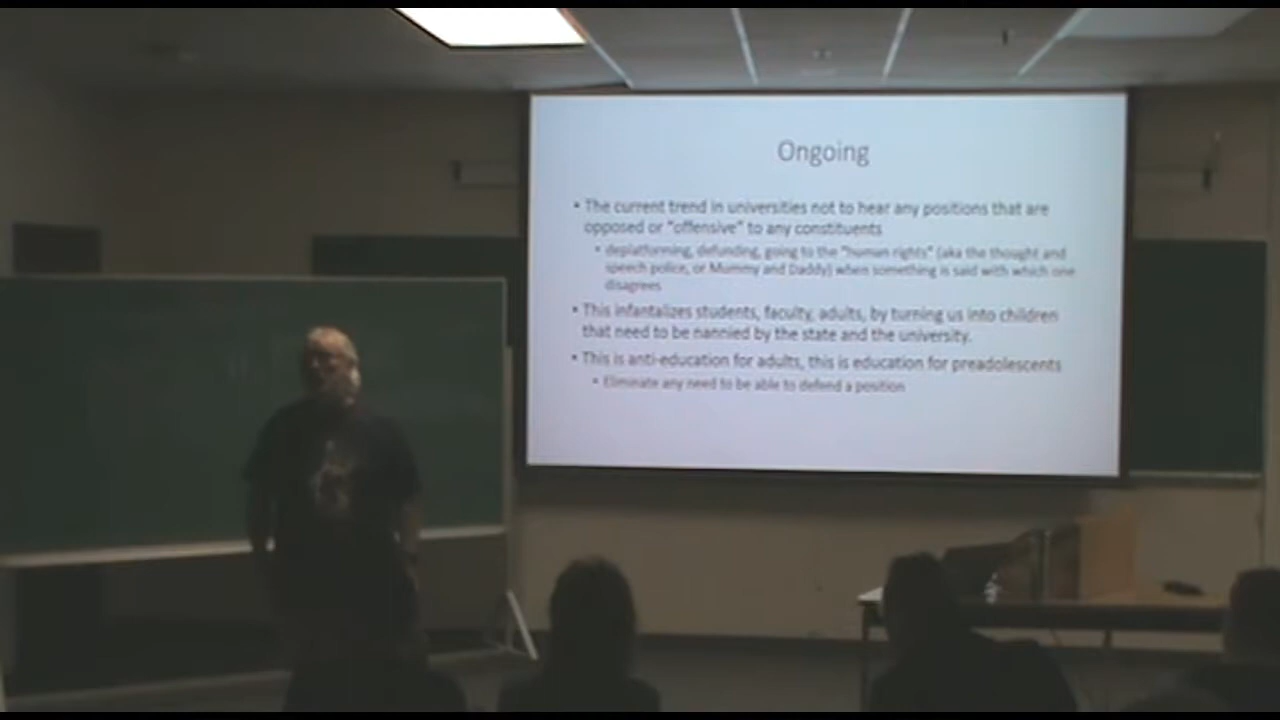 Ongoing
• The current trend in universities not to hear any positions that are
opposed or "offensive" to any constituents
• deplatforming, defunding, going to the "human rights" (aka the thought and
speech police, or Mummy and Daddy) when something is said with which one
disagrees
• This infantalizes students, faculty, adults, by turning us into children
that need to be nannied by the state and the university.
• This is anti-education for adults, this is education for preadolescents
• Eliminate any need to be able to defend a position